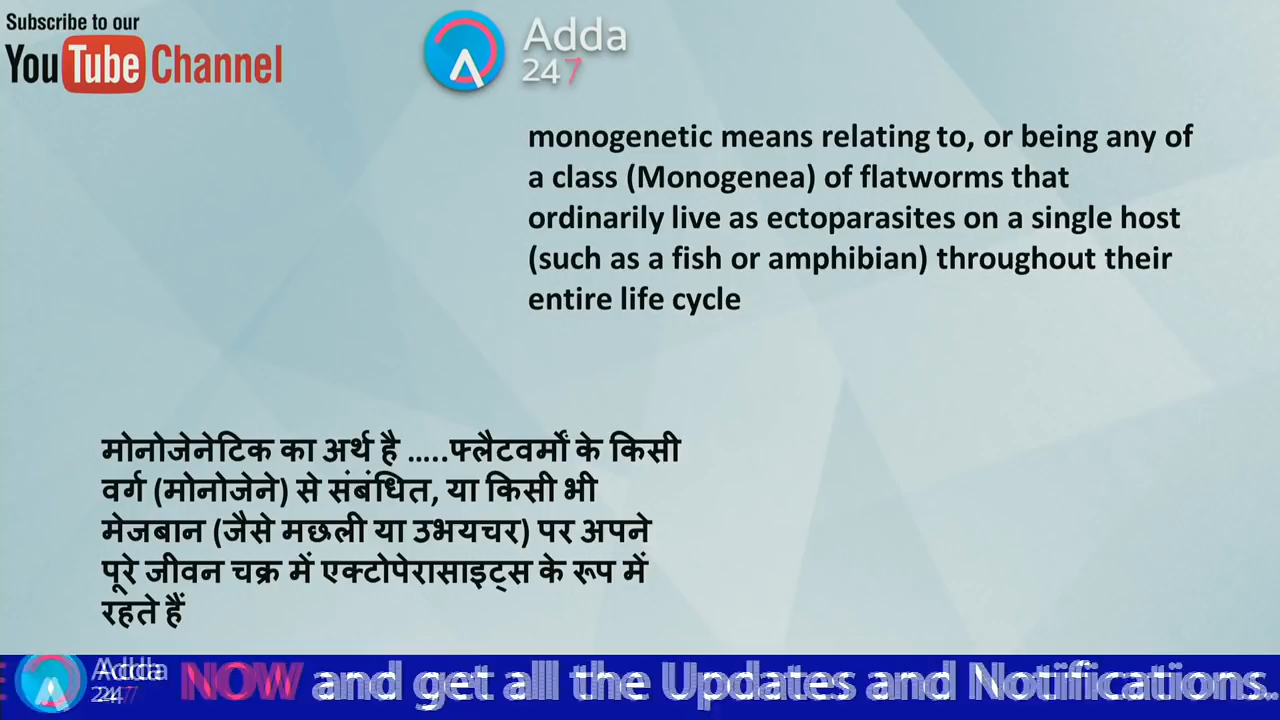 Subscribe to our
YouTube Channel
Adda
247
monogenetic means relating to, or being any of
a class (Monogenea) of flatworms that
ordinarily live as ectoparasites on a single host
(such as a fish or amphibian) throughout their
entire life cycle
मोनोजेनेटिक का अर्थ है .....फ्लैटवर्मों के किसी
वर्ग (मोनोजेने) से संबंधित, या किसी भी
मेजबान (जैसे मछली या उभयचर) पर अपने
पूरे जीवन चक्र में एक्टोपेरासाइट्स के रूप में
रहते हैं
Adda
247
NOW and get all the Updates and Notifications..